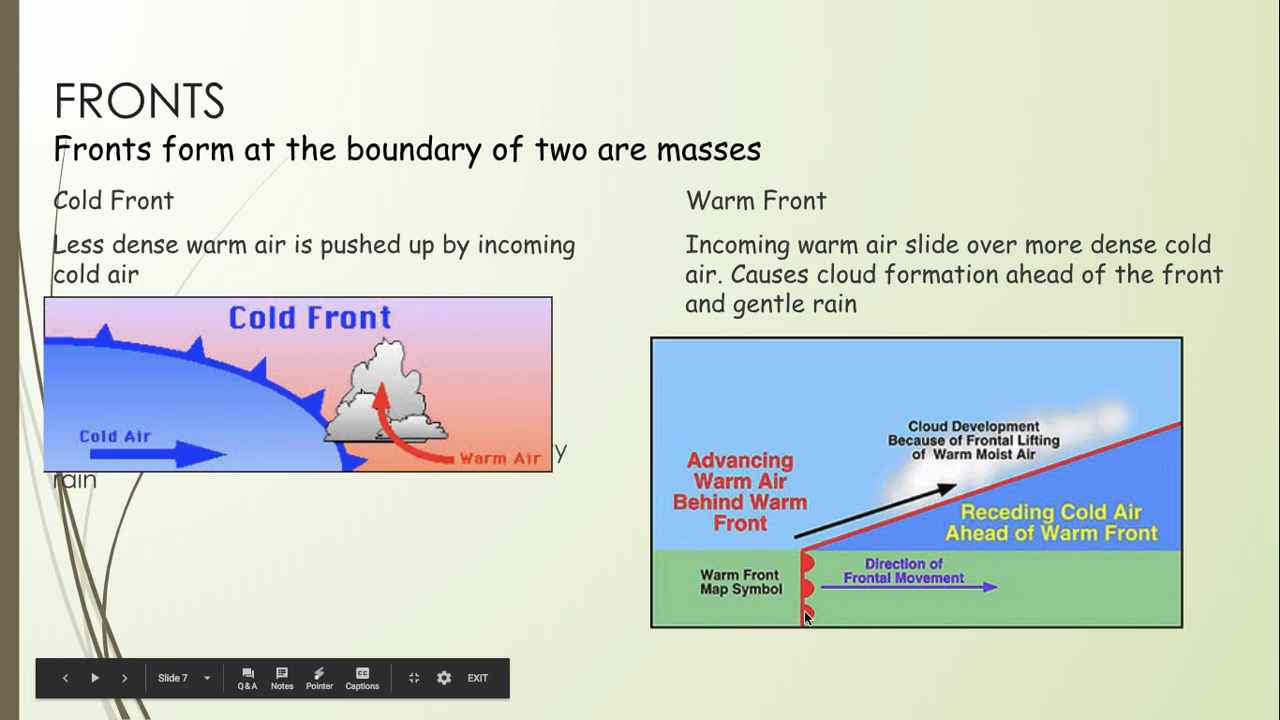 FRONTS
Fronts form at the boundary of two are masses
Cold Front
Less dense warm air is pushed up by incoming
cold air
Cold Front
Cold Air
Warm Air
y
rain
Warm Front
Incoming warm air slide over more dense cold
air. Causes cloud formation ahead of the front
and gentle rain
Cloud Development
Because of Frontal Lifting
of Warm Moist Air
Advancing
Warm Air
Behind Warm
Front
Receding Cold Air
Ahead of Warm Front
Warm Front
Map Symbol
Direction of
Frontal Movement
Slide 7
Q&A
Notes
Pointer
CC
Captions
EXIT